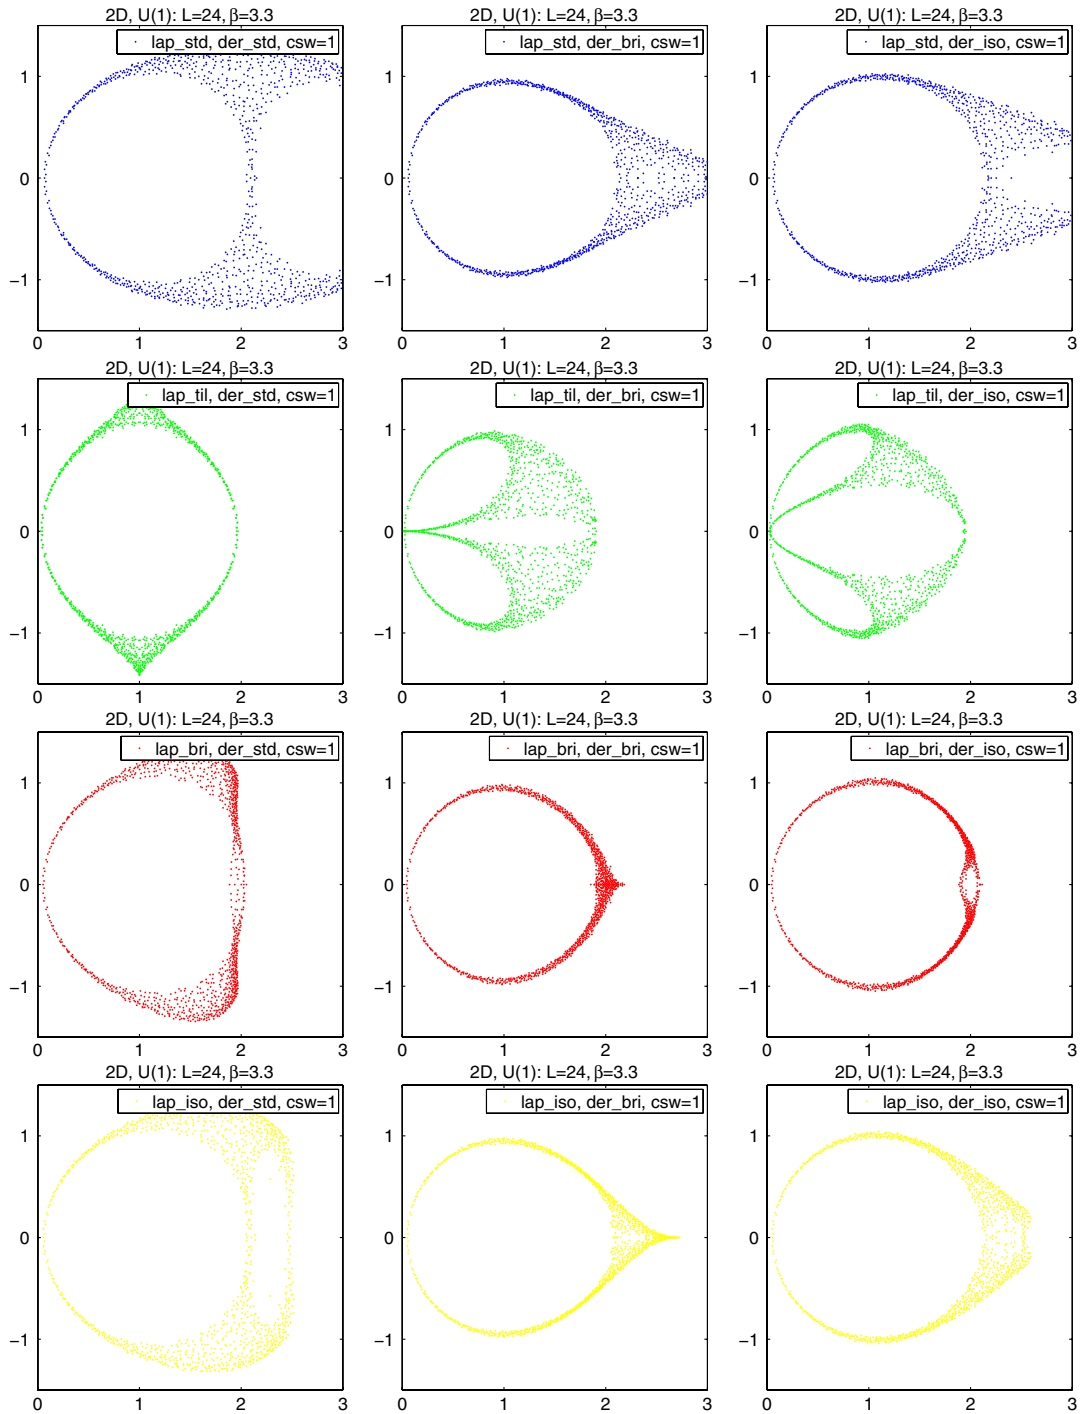 2D, U(1): L=24, β=3.3
2D, U(1): L=24, β=3.3
2D, U(1): L=24, β=3.3
lap_std, der_std, csw=1
lap_std, der_bri, csw=1
lap_std, der_iso, csw=1
1
0
−1
1
0
−1
1
0
−1
0 1 2 3
0 1 2 3
0 1 2 3
2D, U(1): L=24, β=3.3
2D, U(1): L=24, β=3.3
2D, U(1): L=24, β=3.3
lap_til, der_std, csw=1
lap_til, der_bri, csw=1
lap_til, der_iso, csw=1
1
0
−1
1
0
−1
1
0
−1
0 1 2 3
0 1 2 3
0 1 2 3
2D, U(1): L=24, β=3.3
2D, U(1): L=24, β=3.3
2D, U(1): L=24, β=3.3
lap_bri, der_std, csw=1
lap_bri, der_bri, csw=1
lap_bri, der_iso, csw=1
1
0
−1
1
0
−1
1
0
−1
0 1 2 3
0 1 2 3
0 1 2 3
2D, U(1): L=24, β=3.3
2D, U(1): L=24, β=3.3
2D, U(1): L=24, β=3.3
lap_iso, der_std, csw=1
lap_iso, der_bri, csw=1
lap_iso, der_iso, csw=1
1
0
−1
1
0
−1
1
0
−1
0 1 2 3
0 1 2 3
0 1 2 3